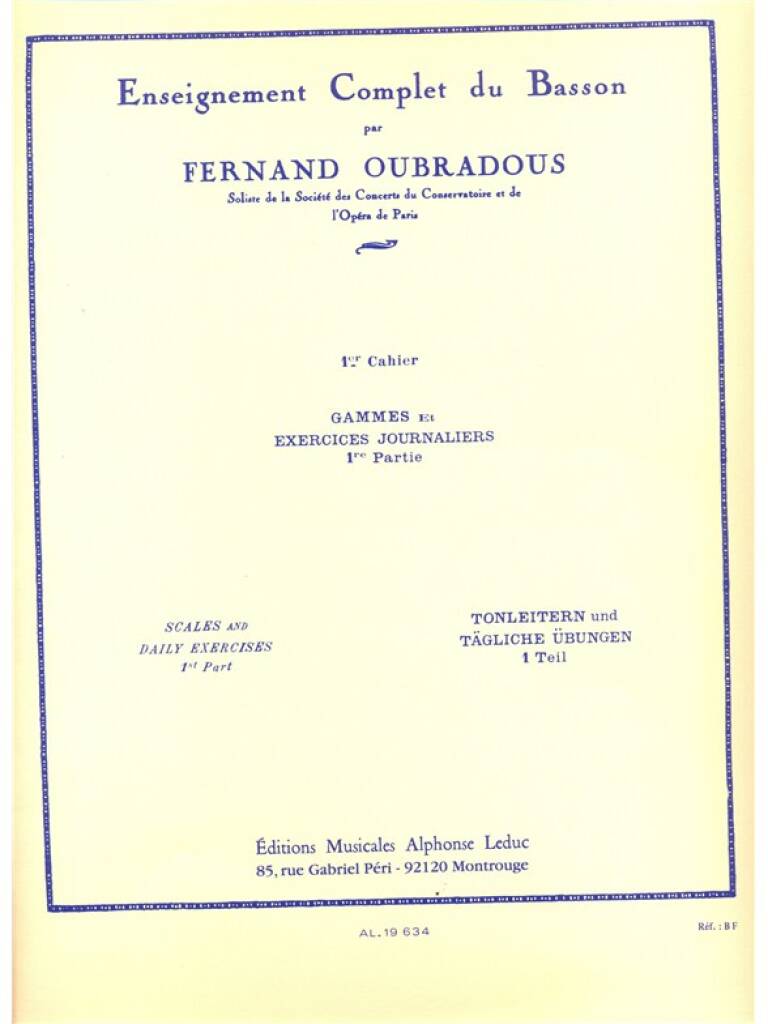 Enseignement Complet du Basson
par
FERNAND OUBRADOUS
Soliste de la Société des Concerts du Conservatoire et de
l'Opéra de Paris
1er Cahier
GAMMES Et
EXERCICES JOURNALIERS
1re Partie
SCALES AND
DAILY EXERCISES
1st Part
TONLEITERN und
TÄGLICHE ÜBUNGEN
1 Teil
Éditions Musicales Alphonse Leduc
85, rue Gabriel Péri - 92120 Montrouge
AL. 19 634
Réf. : B F